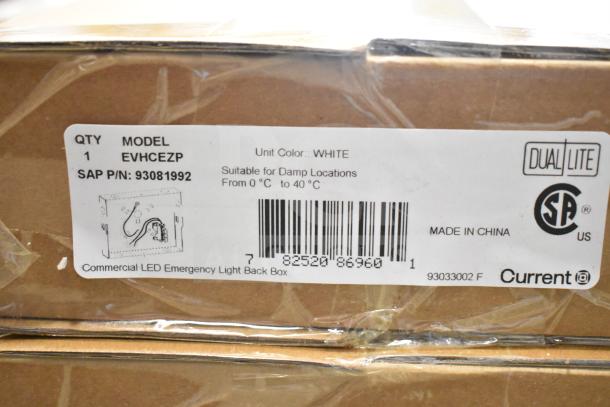 QTY MODEL
1 EVHCEZP
SAP P/N: 93081992
Unit Color: WHITE
Suitable for Damp Locations
From 0 °C to 40 °C
DUAL LITE
SA
US
MADE IN CHINA
7 82520 86960 1
Commercial LED Emergency Light Back Box
93033002 F
Current